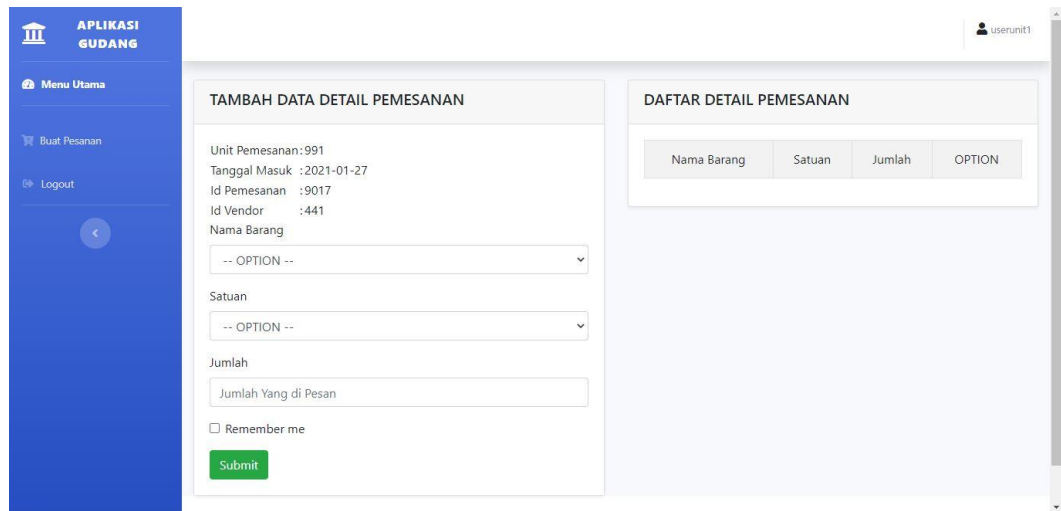 APLIKASI
GUDANG
userunit1
Menu Utama
Buat Pesanan
Logout
TAMBAH DATA DETAIL PEMESANAN
Unit Pemesanan:991
Tanggal Masuk :2021-01-27
Id Pemesanan :9017
Id Vendor :441
Nama Barang
-- OPTION --
Satuan
-- OPTION --
Jumlah
Jumlah Yang di Pesan
Remember me
Submit
DAFTAR DETAIL PEMESANAN
Nama Barang Satuan Jumlah OPTION